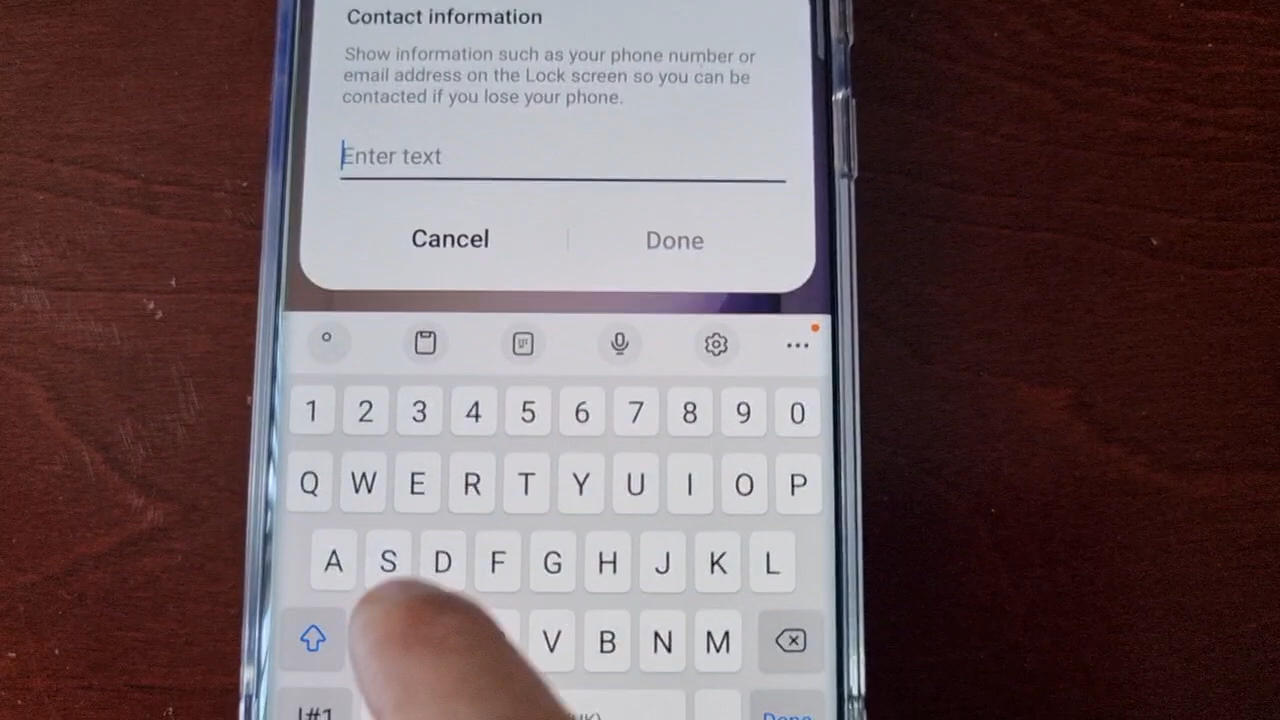 Contact information
Show information such as your phone number or
email address on the Lock screen so you can be
contacted if you lose your phone.
Enter text
Cancel Done
1 2 3 4 5 6 7 8 9 0
Q W E R T Y U I O P
A S D F G H J K L
V B N M
!#1 Done